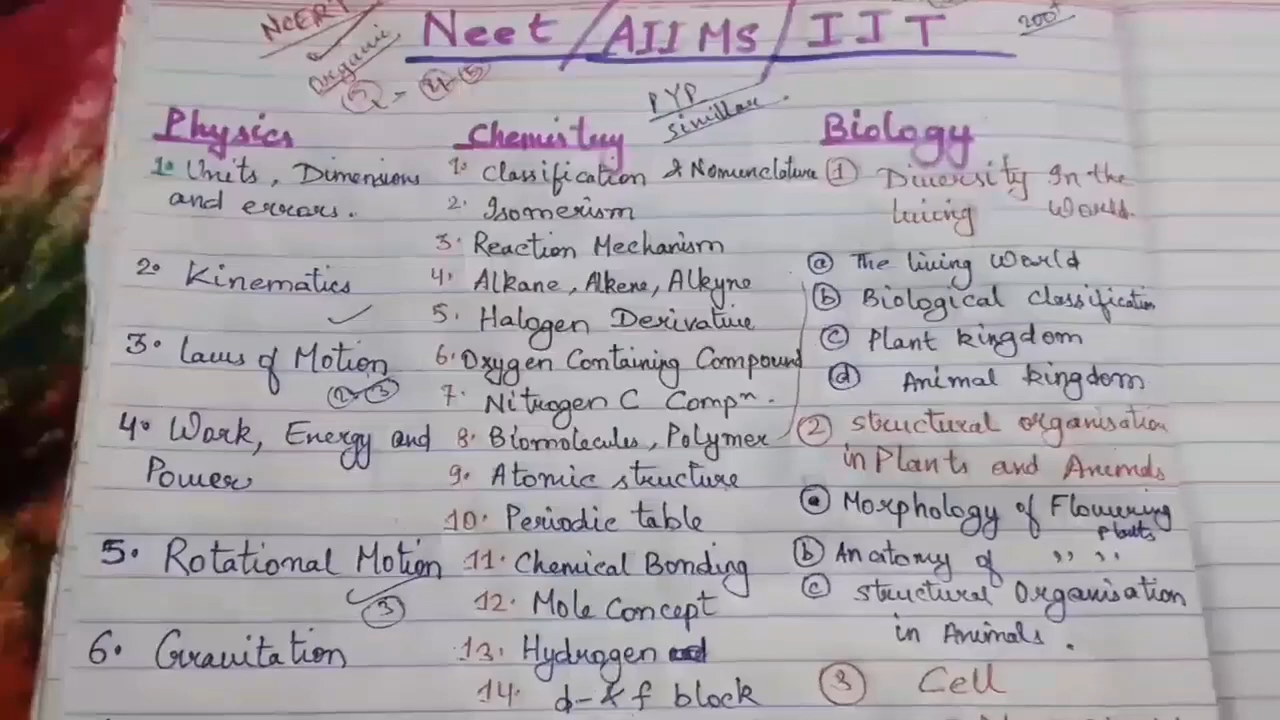 NCERT
Organic
Neet / AIIMS / IIT
200+
PYP
Similar
Physics
1. Units, Dimensions
and errors.
2. Kinematics
3. Laws of Motion
2 3
4. Work, Energy and
Power
5. Rotational Motion
3
6. Gravitation
Chemistry
1. Classification & Nomenclature
2. Isomerism
3. Reaction Mechanism
4. Alkane, Alkene, Alkyne
5. Halogen Derivative
6. Oxygen Containing Compound
7. Nitrogen C Compn.
8. Biomolecules, Polymer
9. Atomic structure
10. Periodic table
11. Chemical Bonding
12. Mole Concept
13. Hydrogen
14. d- & f block
Biology
1 Diversity In the
living World.
a The living world
b Biological classification
c Plant kingdom
d Animal kingdom
2 structural organisation
in Plants and Animals
a Morphology of Flowering
Plants
b Anatomy of ,, ,,
c structural Organisation
in Animals.
3 Cell